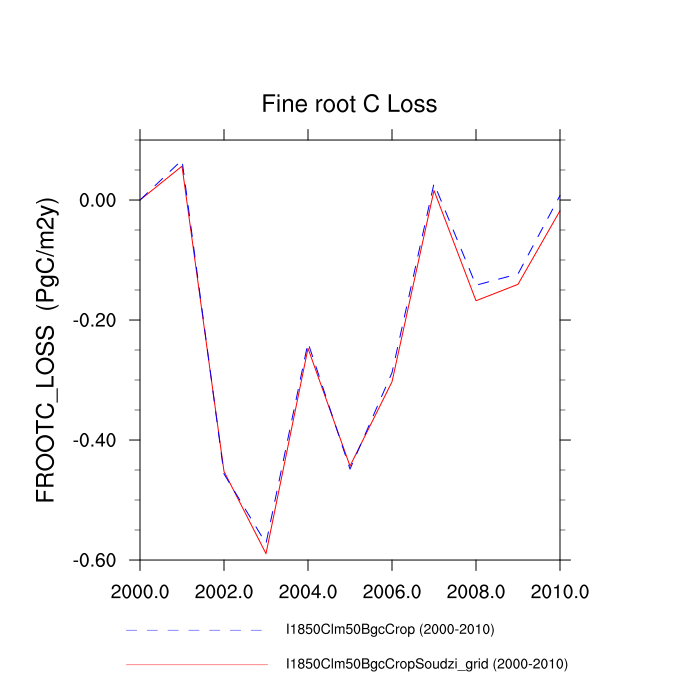 Fine root C Loss
FROOTC_LOSS (PgC/m2y)
0.00
-0.20
-0.40
-0.60
2000.0 2002.0 2004.0 2006.0 2008.0 2010.0
I1850Clm50BgcCrop (2000-2010)
I1850Clm50BgcCropSoudzi_grid (2000-2010)